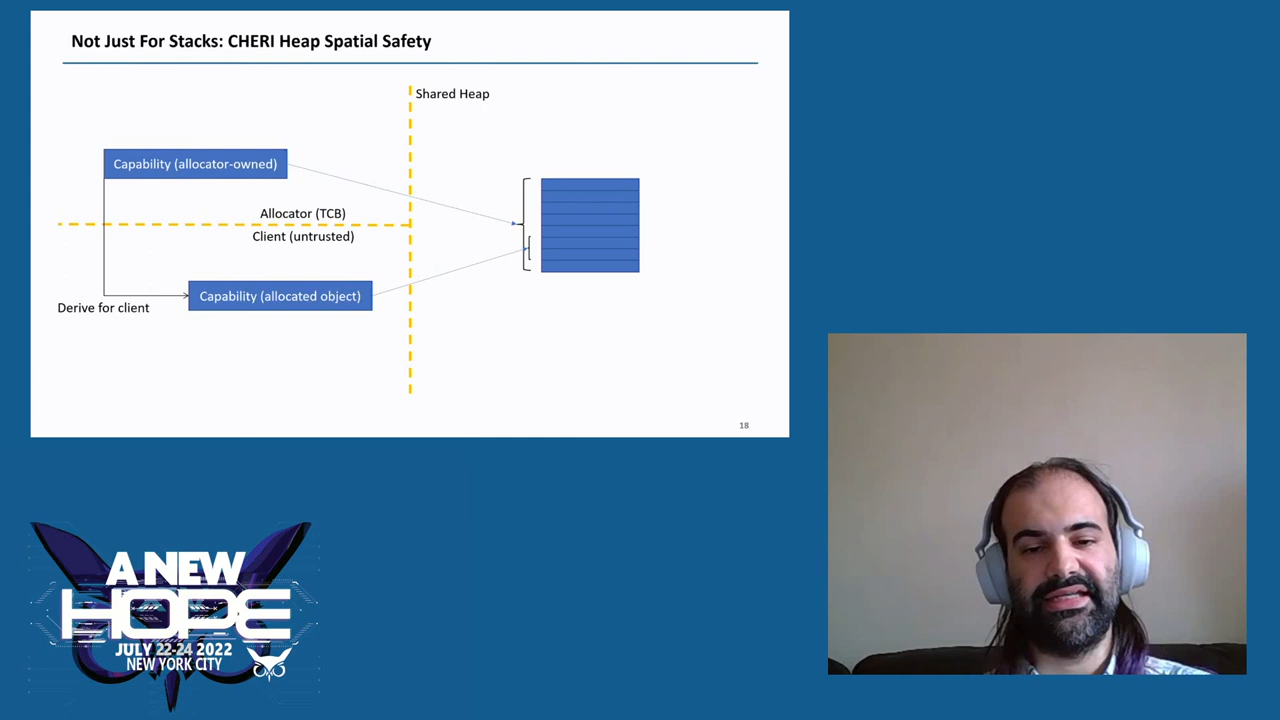 Not Just For Stacks: CHERI Heap Spatial Safety
Shared Heap
Capability (allocator-owned)
Allocator (TCB)
Client (untrusted)
Capability (allocated object)
Derive for client
18
A NEW
HOPE
JULY 22-24 2022
NEW YORK CITY